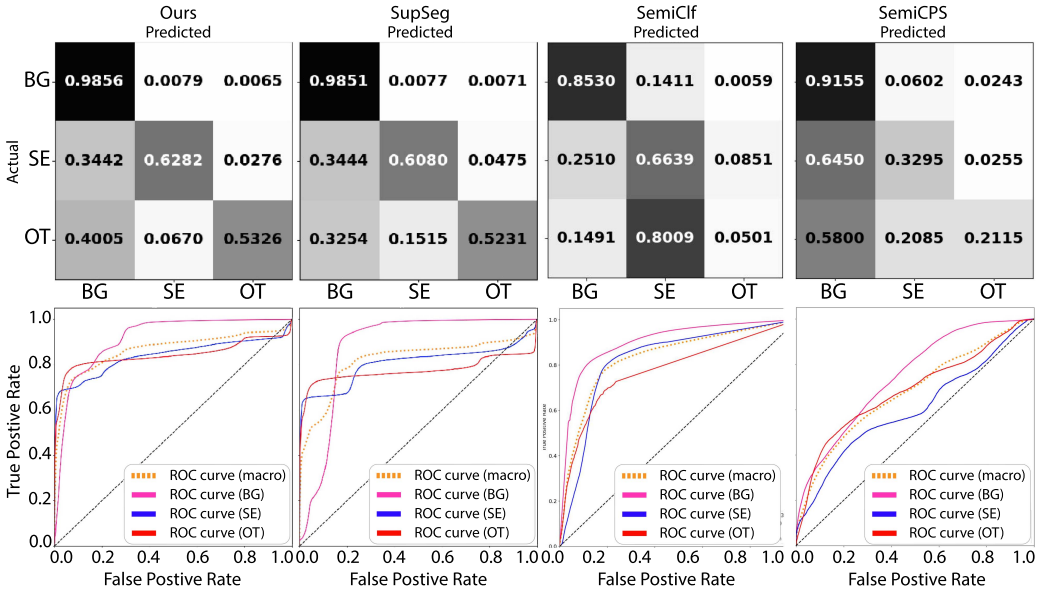 Ours SupSeg SemiClf SemiCPS
Predicted Predicted Predicted Predicted
Actual
BG 0.9856 0.0079 0.0065 0.9851 0.0077 0.0071 0.8530 0.1411 0.0059 0.9155 0.0602 0.0243
SE 0.3442 0.6282 0.0276 0.3444 0.6080 0.0475 0.2510 0.6639 0.0851 0.6450 0.3295 0.0255
OT 0.4005 0.0670 0.5326 0.3254 0.1515 0.5231 0.1491 0.8009 0.0501 0.5800 0.2085 0.2115
BG SE OT BG SE OT BG SE OT BG SE OT
True Postive Rate
1.0
0.8
0.6
0.4
0.2
0.0
ROC curve (macro)
ROC curve (BG)
ROC curve (SE)
ROC curve (OT)
0.0 0.2 0.4 0.6 0.8 1.0
False Postive Rate
ROC curve (macro)
ROC curve (BG)
ROC curve (SE)
ROC curve (OT)
0.0 0.2 0.4 0.6 0.8 1.0
False Postive Rate
True Positive Rate
1.0
0.8
0.6
0.4
0.2
0.0
ROC curve (macro)
ROC curve (BG)
ROC curve (SE)
ROC curve (OT)
0.2 0.4 0.6 0.8 1.0
False Postive Rate
ROC curve (macro)
ROC curve (BG)
ROC curve (SE)
ROC curve (OT)
0.2 0.4 0.6 0.8 1.0
False Postive Rate